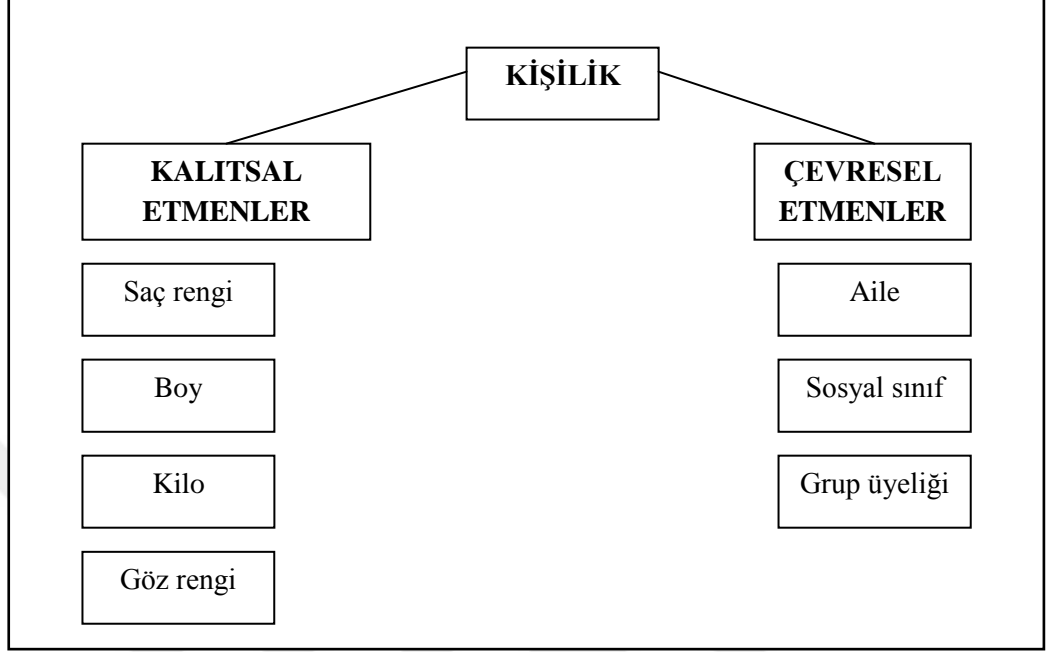 KİŞİLİK
KALITSAL
ETMENLER
Saç rengi
Boy
Kilo
Göz rengi
ÇEVRESEL
ETMENLER
Aile
Sosyal sınıf
Grup üyeliği